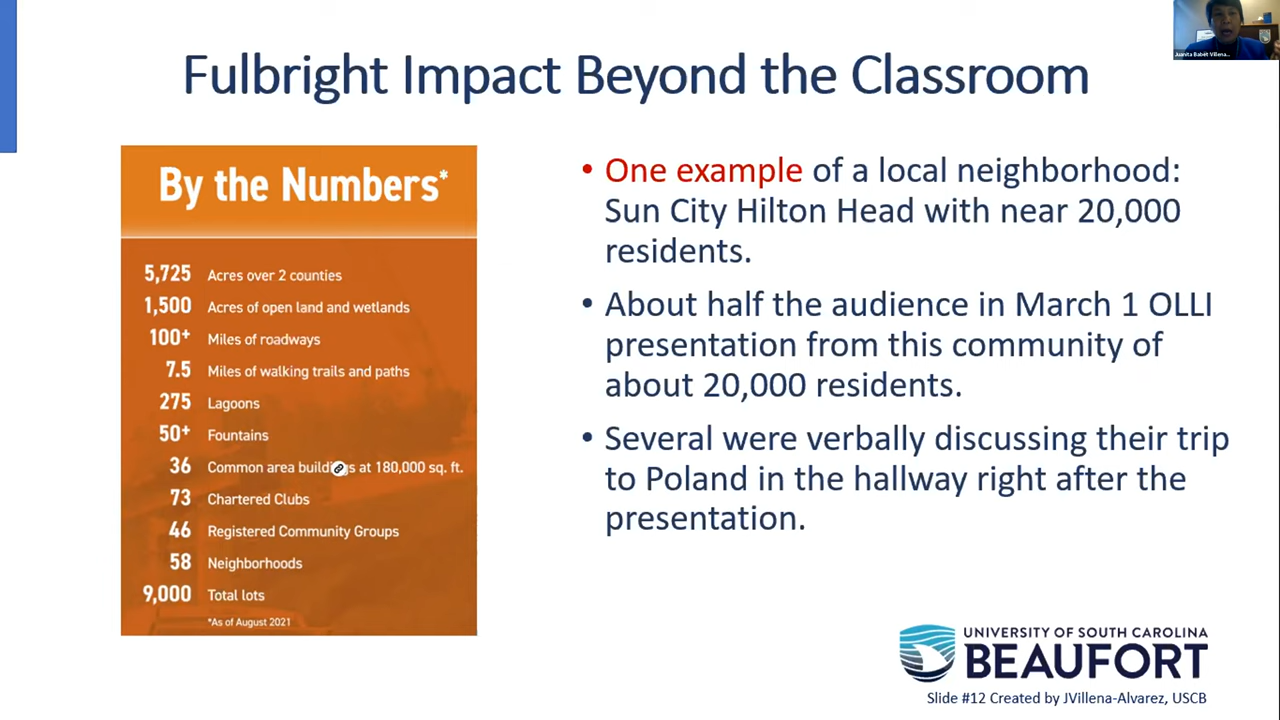 Juanita Babét Villena...
Fulbright Impact Beyond the Classroom
By the Numbers*
5,725 Acres over 2 counties
1,500 Acres of open land and wetlands
100+ Miles of roadways
7.5 Miles of walking trails and paths
275 Lagoons
50+ Fountains
36 Common area buildings at 180,000 sq. ft.
73 Chartered Clubs
46 Registered Community Groups
58 Neighborhoods
9,000 Total lots
*As of August 2021
• One example of a local neighborhood:
Sun City Hilton Head with near 20,000
residents.
• About half the audience in March 1 OLLI
presentation from this community of
about 20,000 residents.
• Several were verbally discussing their trip
to Poland in the hallway right after the
presentation.
UNIVERSITY OF SOUTH CAROLINA
BEAUFORT
Slide #12 Created by JVillena-Alvarez, USCB